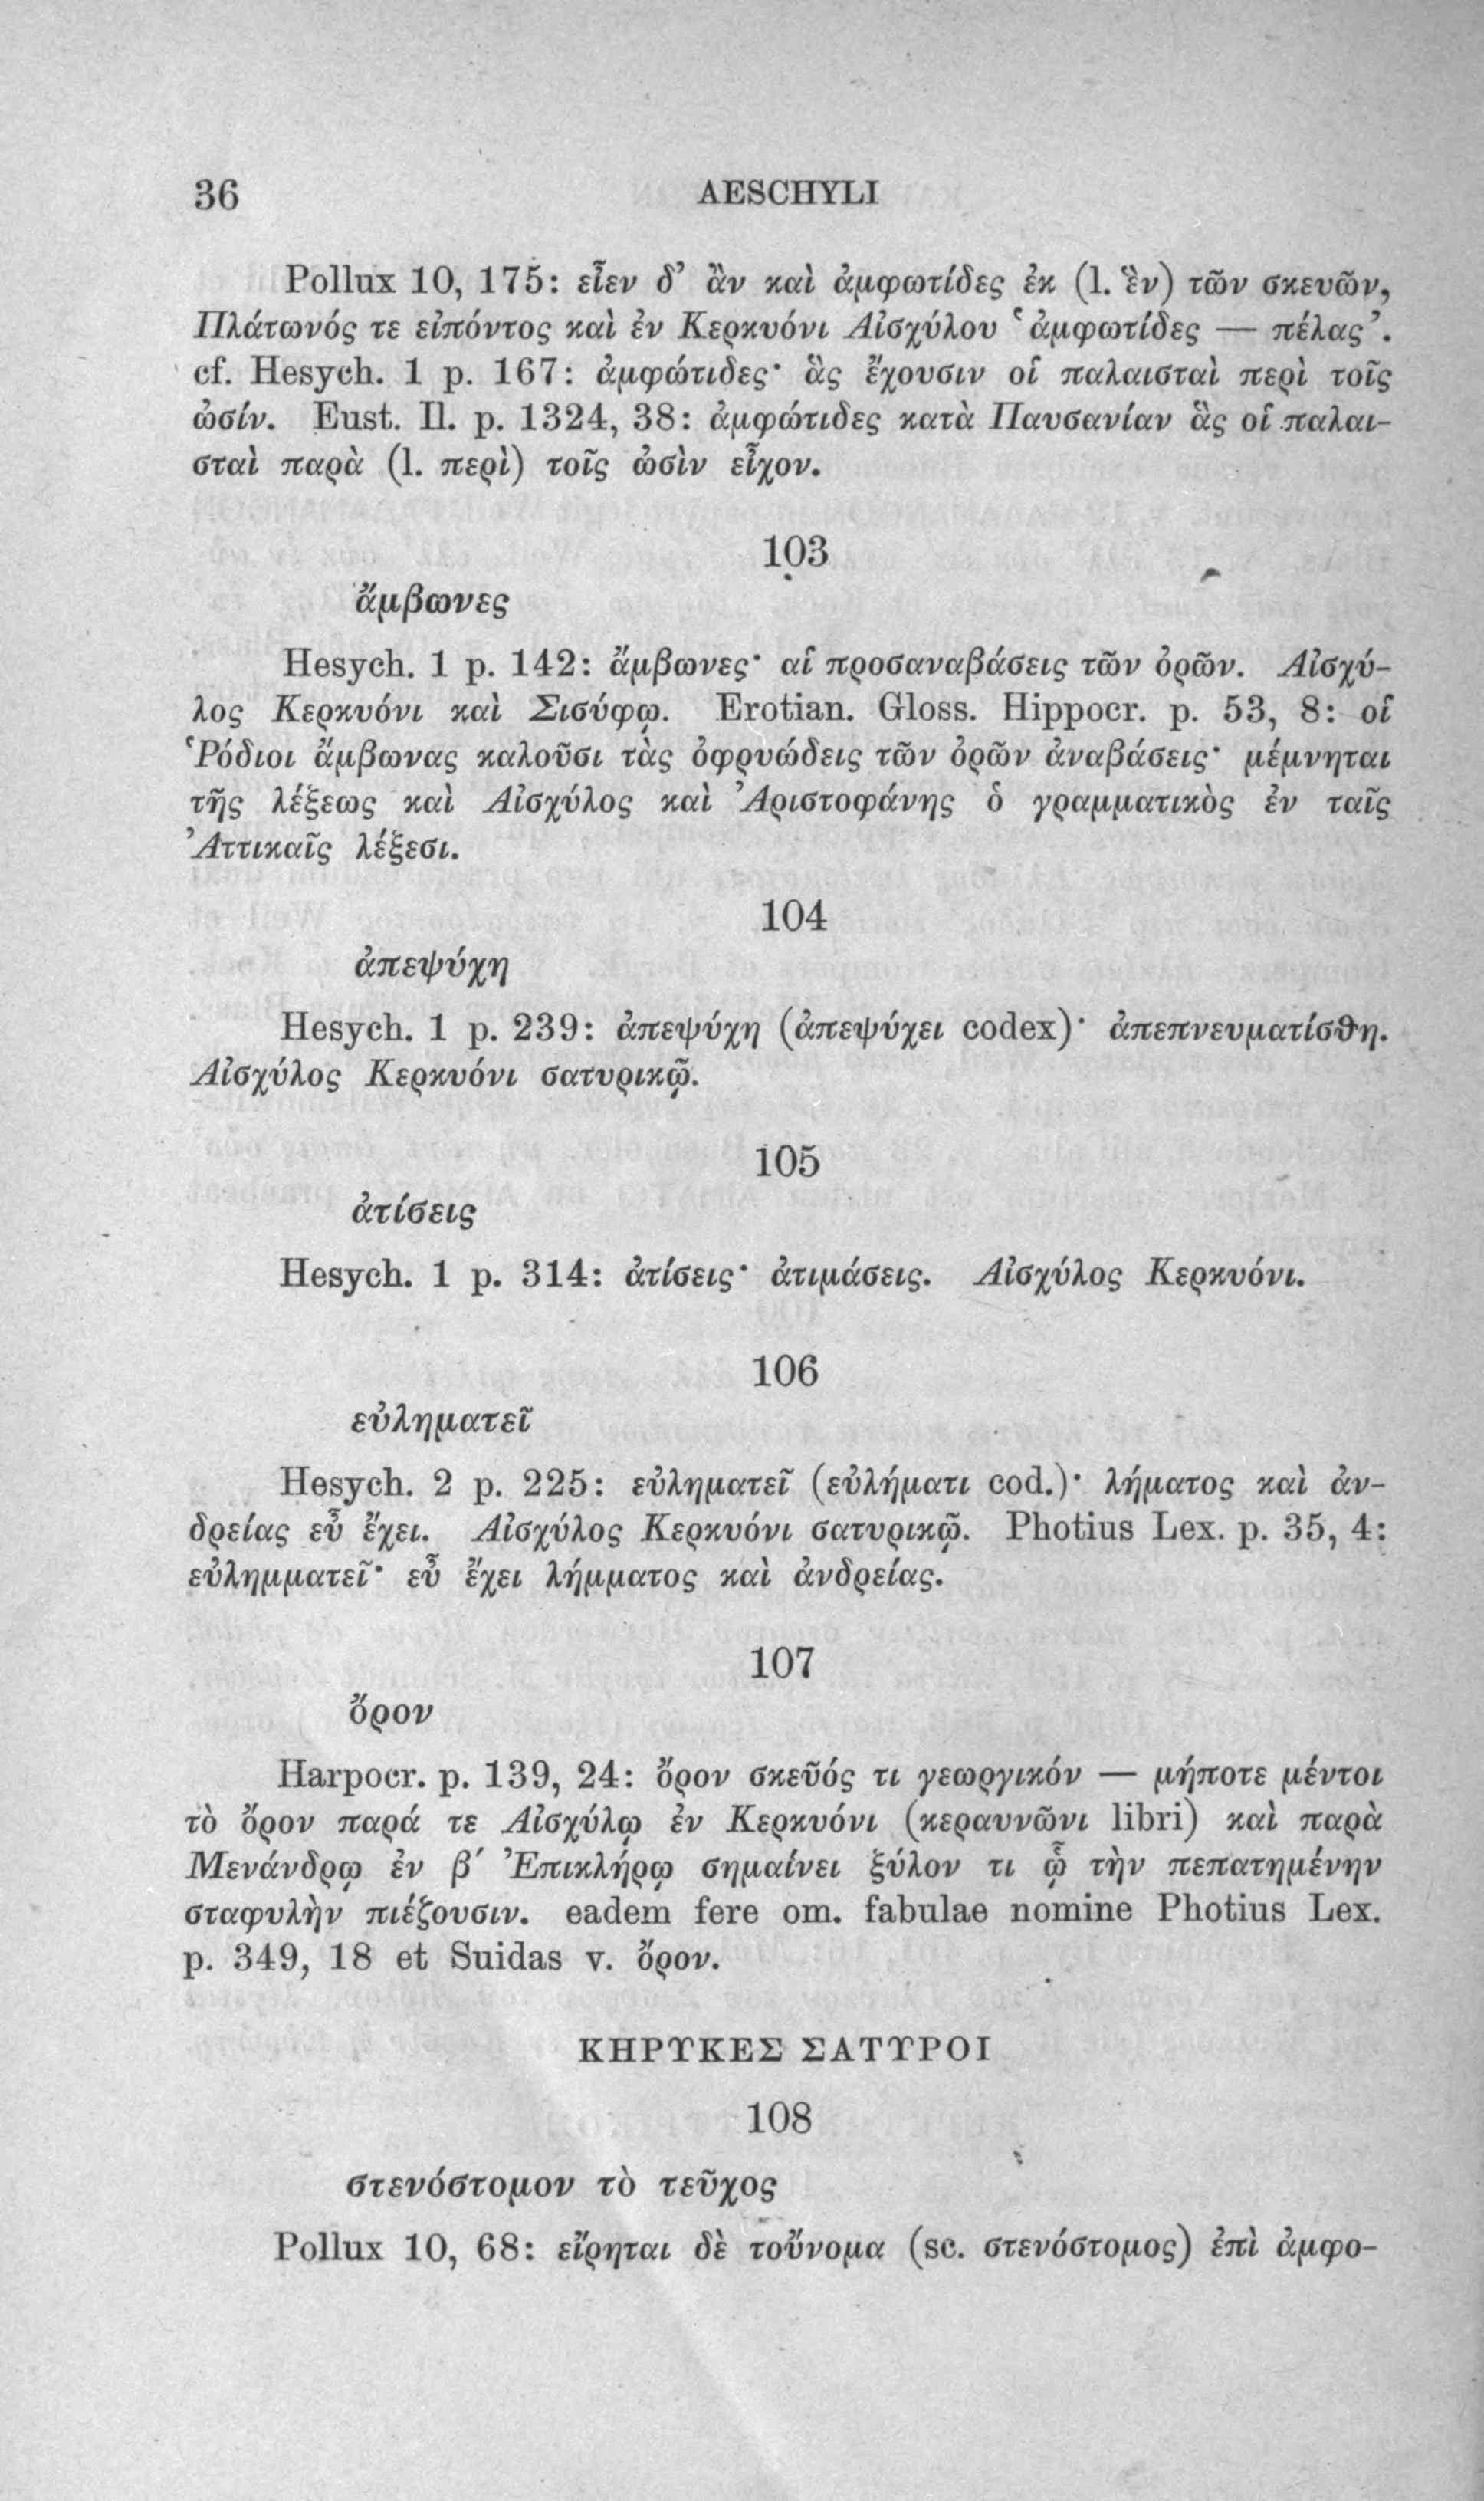 36 AESCHYLI
Pollux 10, 175: εἶεν δ’ ἂν καὶ ἀμφωτίδες ἐκ (l. ἓν) τῶν σκευῶν,
Πλάτωνός τε εἰπόντος καὶ ἐν Κερκυόνι Αἰσχύλου ‘ἀμφωτίδες — πέλας’.
cf. Hesych. 1 p. 167: ἀμφώτιδες· ἃς ἔχουσιν οἱ παλαισταὶ περὶ τοῖς
ὠσίν. Eust. Il. p. 1324, 38: ἀμφώτιδες κατὰ Παυσανίαν ἃς οἱ παλαι-
σταὶ παρὰ (l. περὶ) τοῖς ὠσὶν εἶχον.
103
ἄμβωνες
Hesych. 1 p. 142: ἄμβωνες· αἱ προσαναβάσεις τῶν ὀρῶν. Αἰσχύ-
λος Κερκυόνι καὶ Σισύφῳ. Erotian. Gloss. Hippocr. p. 53, 8: οἱ
Ῥόδιοι ἄμβωνας καλοῦσι τὰς ὀφρυώδεις τῶν ὀρῶν ἀναβάσεις· μέμνηται
τῆς λέξεως καὶ Αἰσχύλος καὶ Ἀριστοφάνης ὁ γραμματικὸς ἐν ταῖς
Ἀττικαῖς λέξεσι.
104
ἀπεψύχη
Hesych. 1 p. 239: ἀπεψύχη (ἀπεψύχει codex)· ἀπεπνευματίσθη.
Αἰσχύλος Κερκυόνι σατυρικῷ.
105
ἀτίσεις
Hesych. 1 p. 314: ἀτίσεις· ἀτιμάσεις. Αἰσχύλος Κερκυόνι.
106
εὐληματεῖ
Hesych. 2 p. 225: εὐληματεῖ (εὐλήματι cod.)· λήματος καὶ ἀν-
δρείας εὖ ἔχει. Αἰσχύλος Κερκυόνι σατυρικῷ. Photius Lex. p. 35, 4:
εὐλημματεῖ· εὖ ἔχει λήμματος καὶ ἀνδρείας.
107
ὄρον
Harpocr. p. 139, 24: ὄρον σκεῦός τι γεωργικόν — μήποτε μέντοι
τὸ ὄρον παρά τε Αἰσχύλῳ ἐν Κερκυόνι (κεραυνῶνι libri) καὶ παρὰ
Μενάνδρῳ ἐν β′ Ἐπικλήρῳ σημαίνει ξύλον τι ᾧ τὴν πεπατημένην
σταφυλὴν πιέζουσιν. eadem fere om. fabulae nomine Photius Lex.
p. 349, 18 et Suidas v. ὄρον.
ΚΗΡΥΚΕΣ ΣΑΤΥΡΟΙ
108
στενόστομον τὸ τεῦχος
Pollux 10, 68: εἴρηται δὲ τοὔνομα (sc. στενόστομος) ἐπὶ ἀμφο-